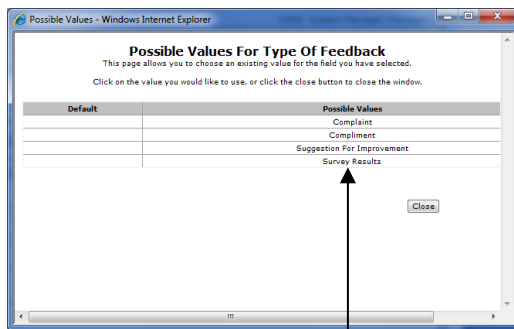 Possible Values - Windows Internet Explorer
Possible Values For Type Of Feedback
This page allows you to choose an existing value for the field you have selected.
Click on the value you would like to use, or click the close button to close the window.
Default Possible Values
Complaint
Compliment
Suggestion For Improvement
Survey Results
Close